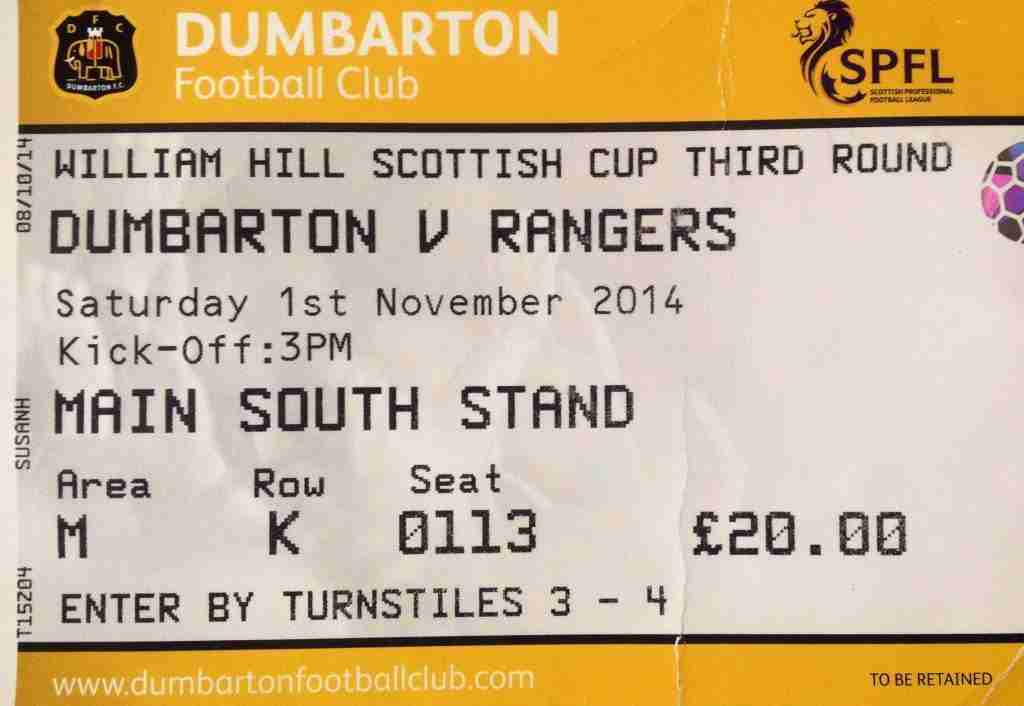 D F C
DUMBARTON F.C.
DUMBARTON
Football Club
SPFL
SCOTTISH PROFESSIONAL
FOOTBALL LEAGUE
08/10/14
SUSANH
T15204
WILLIAM HILL SCOTTISH CUP THIRD ROUND
DUMBARTON V RANGERS
Saturday 1st November 2014
Kick-Off:3PM
MAIN SOUTH STAND
Area Row Seat
M K 0113 £20.00
ENTER BY TURNSTILES 3 - 4
www.dumbartonfootballclub.com
TO BE RETAINED